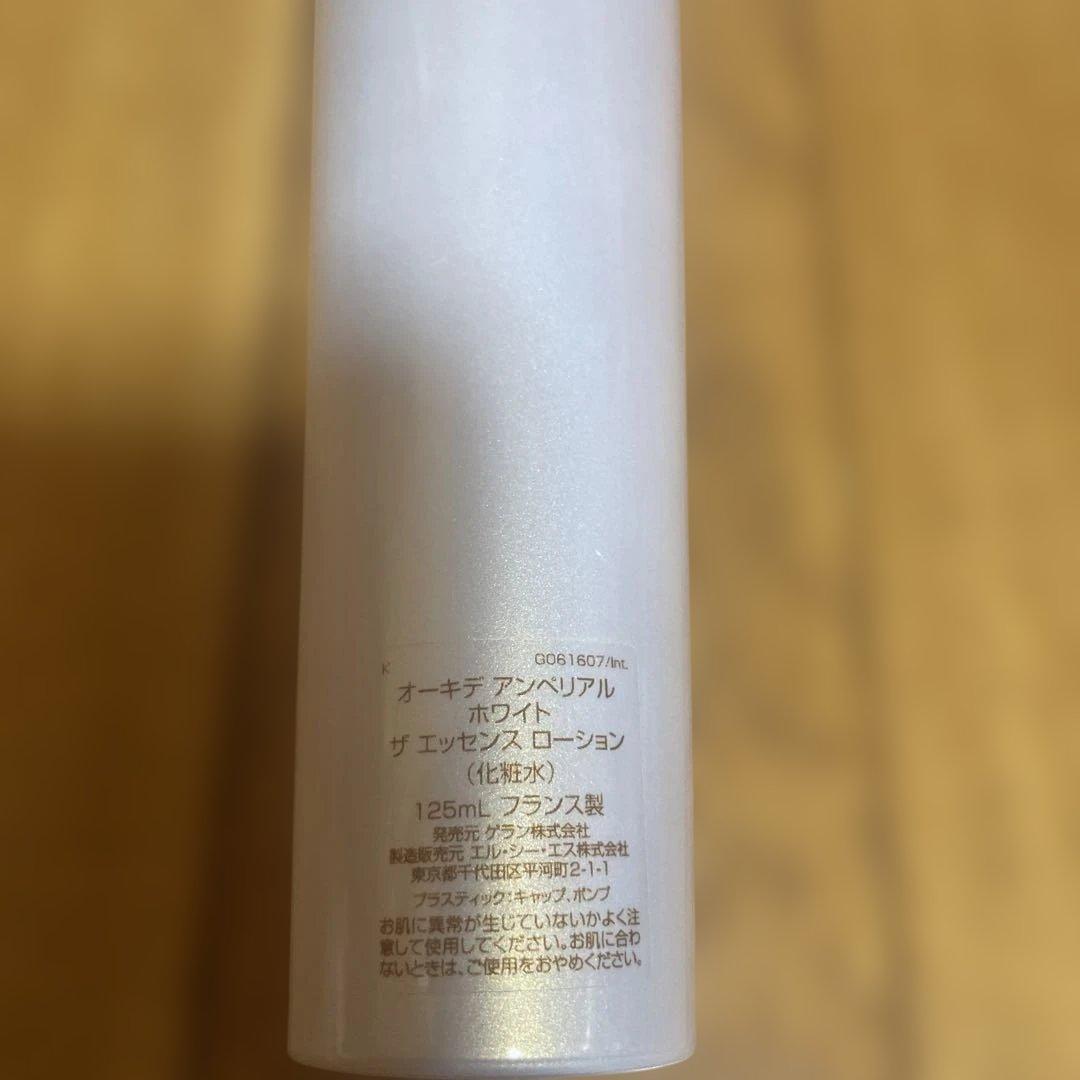 K
G061607/Int.
オーキデ アンペリアル
ホワイト
ザ エッセンス ローション
（化粧水）
125mL フランス製
発売元 ゲラン株式会社
製造販売元 エル・シー・エス株式会社
東京都千代田区平河町2-1-1
プラスティック：キャップ、ポンプ
お肌に異常が生じていないかよく注
意して使用してください。お肌に合わ
ないときは、ご使用をおやめください。